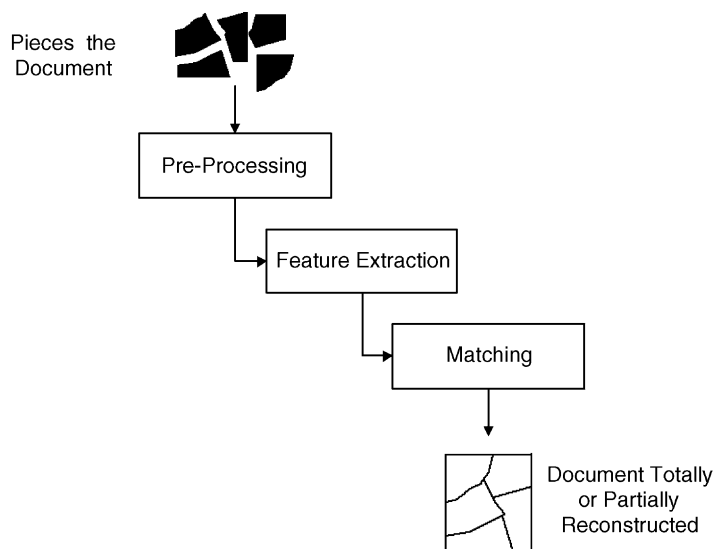 Pieces the
Document
Pre-Processing
Feature Extraction
Matching
Document Totally
or Partially
Reconstructed